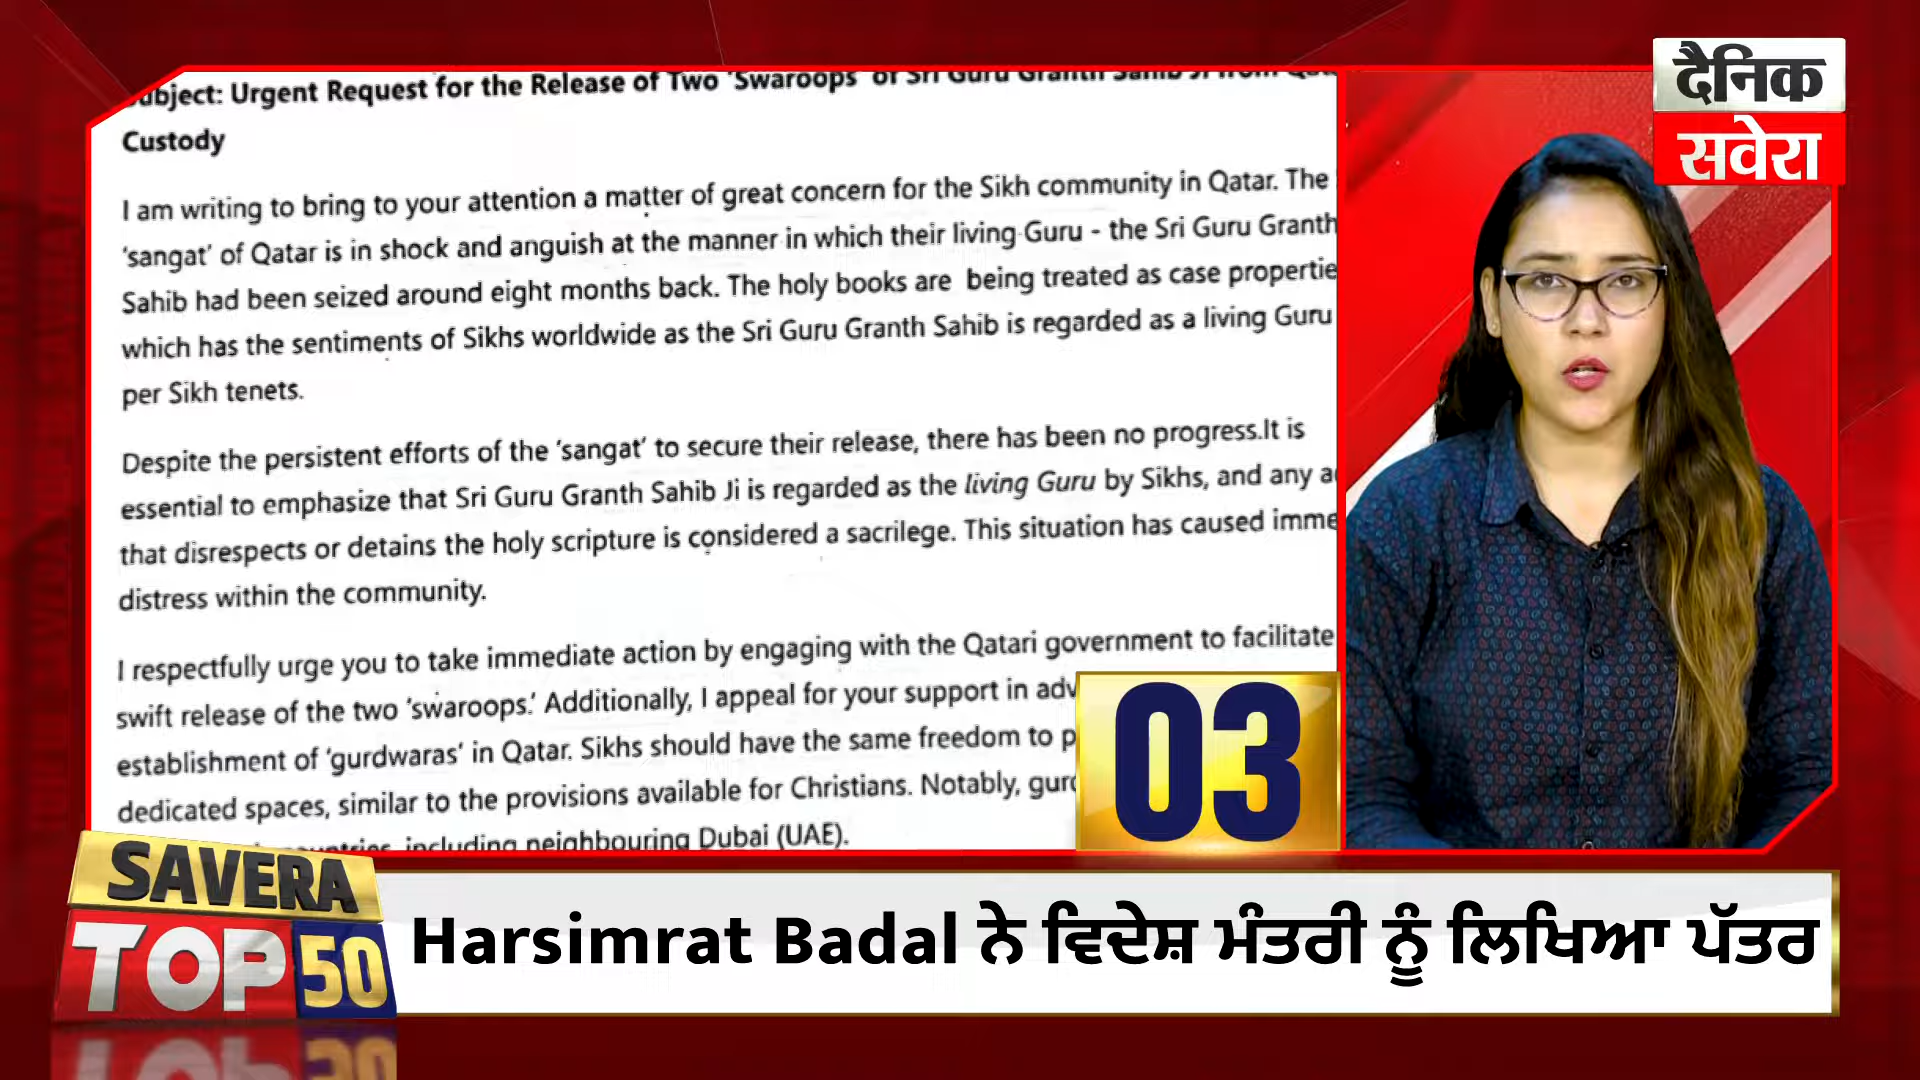 Subject: Urgent Request for the Release of Two 'Swaroops' of Sri Guru Granth Sahib Ji from
Custody
I am writing to bring to your attention a matter of great concern for the Sikh community in Qatar. The
'sangat' of Qatar is in shock and anguish at the manner in which their living Guru - the Sri Guru Granth
Sahib had been seized around eight months back. The holy books are being treated as case propertie
which has the sentiments of Sikhs worldwide as the Sri Guru Granth Sahib is regarded as a living Guru
per Sikh tenets.
Despite the persistent efforts of the 'sangat' to secure their release, there has been no progress.It is
essential to emphasize that Sri Guru Granth Sahib Ji is regarded as the living Guru by Sikhs, and any
that disrespects or detains the holy scripture is considered a sacrilege. This situation has caused imme
distress within the community.
I respectfully urge you to take immediate action by engaging with the Qatari government to facilitate
swift release of the two 'swaroops.' Additionally, I appeal for your support in adv
establishment of 'gurdwaras' in Qatar. Sikhs should have the same freedom to p
dedicated spaces, similar to the provisions available for Christians. Notably, gurd
including neighbouring Dubai (UAE).
03
दैनिक
सवेरा
SAVERA
TOP 50
Harsimrat Badal ਨੇ ਵਿਦੇਸ਼ ਮੰਤਰੀ ਨੂੰ ਲਿਖਿਆ ਪੱਤਰ